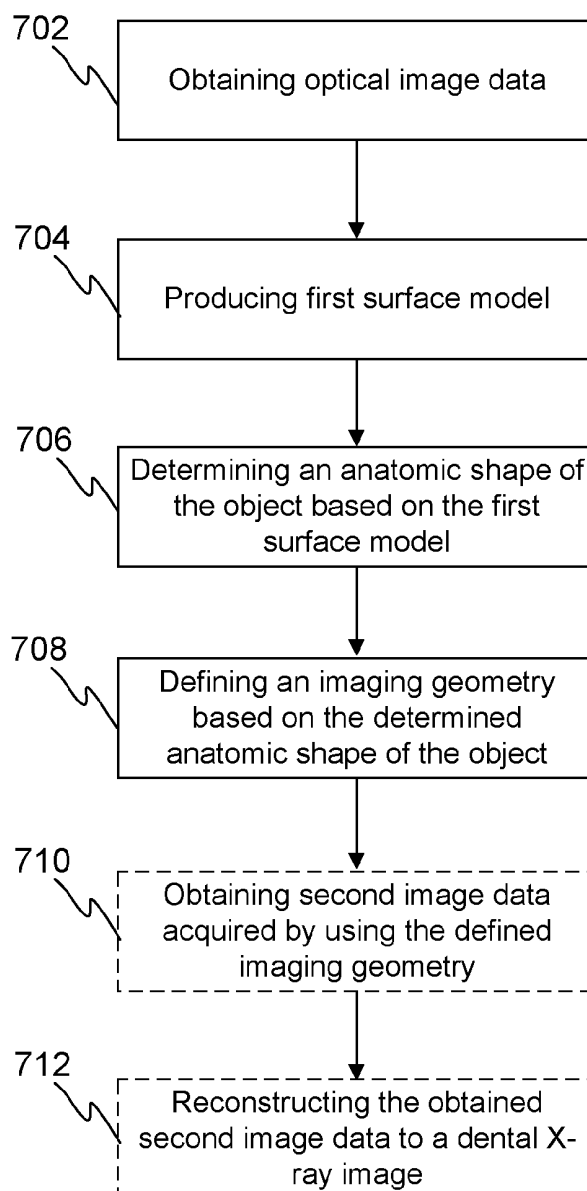 702
Obtaining optical image data
704
Producing first surface model
706
Determining an anatomic shape of
the object based on the first
surface model
708
Defining an imaging geometry
based on the determined
anatomic shape of the object
710
Obtaining second image data
acquired by using the defined
imaging geometry
712
Reconstructing the obtained
second image data to a dental X-
ray image